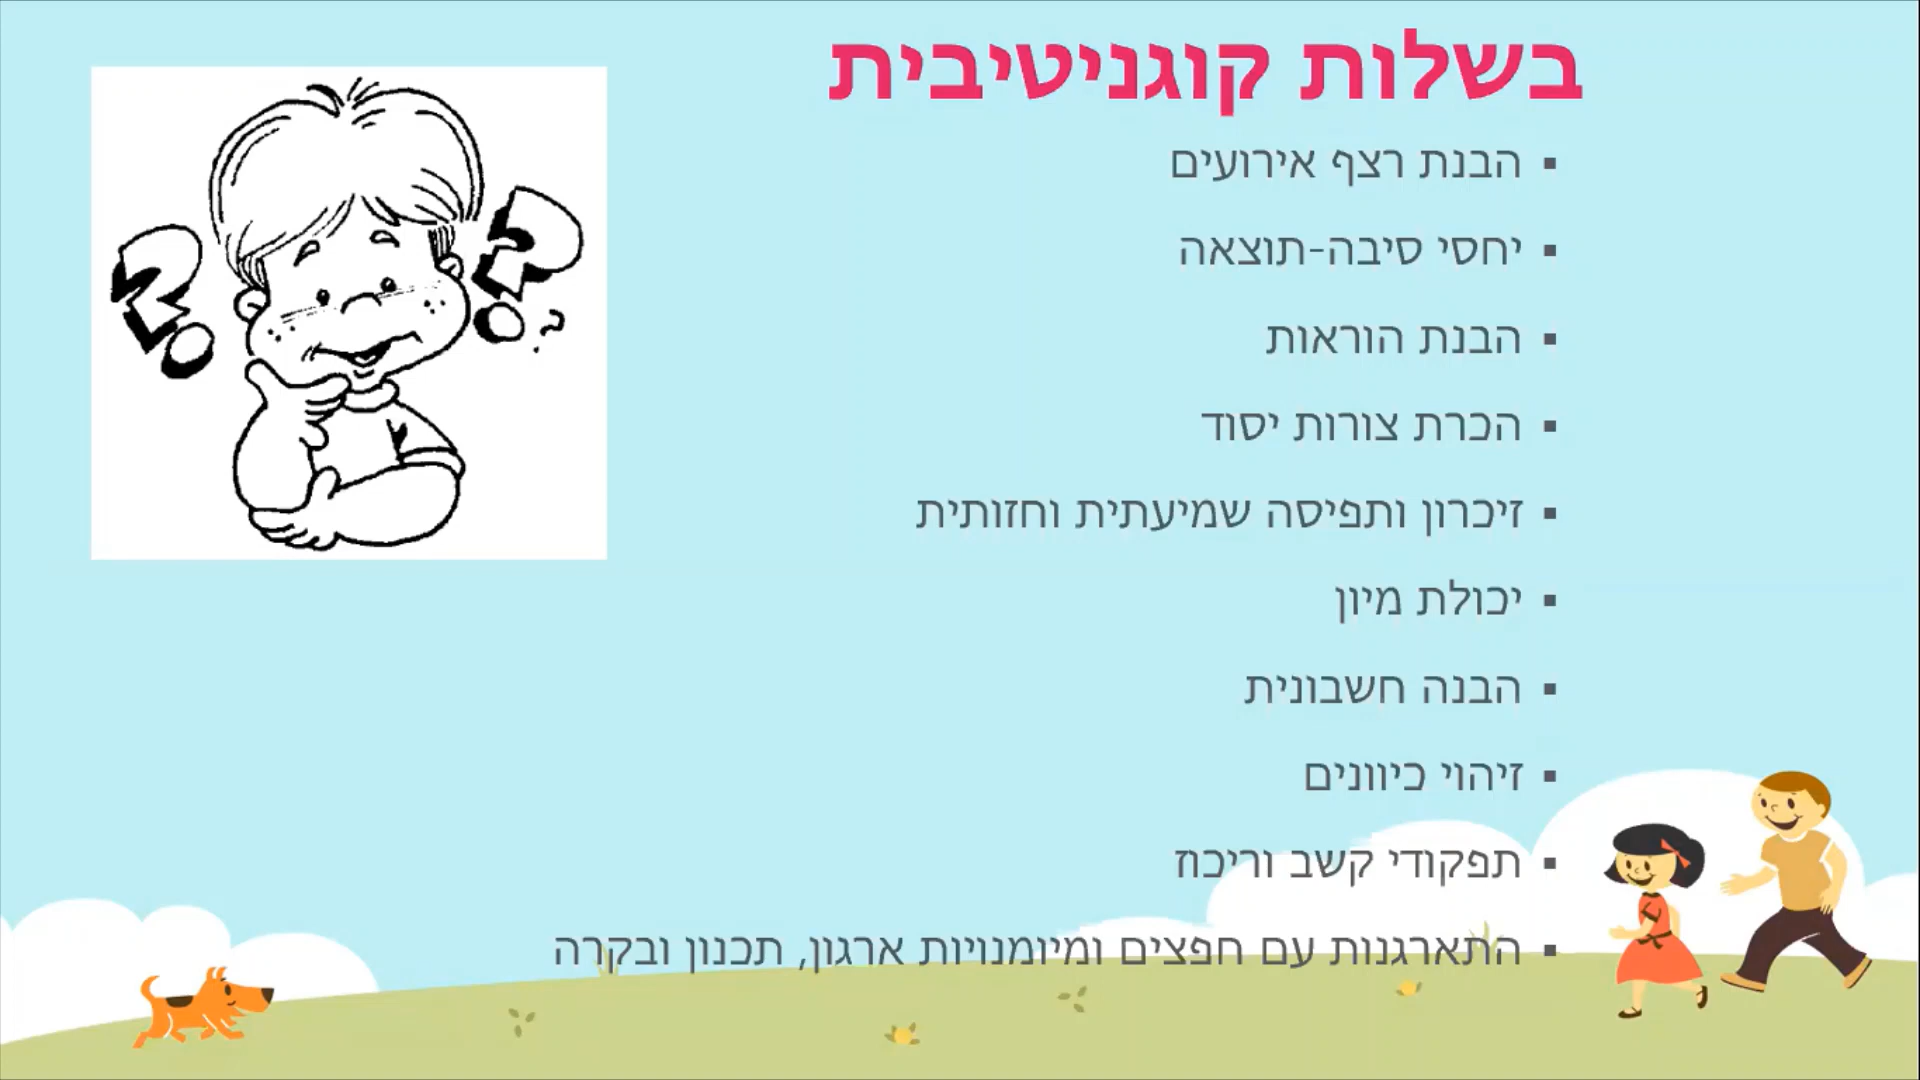 בשלות קוגניטיבית
▪ הבנת רצף אירועים
▪ יחסי סיבה-תוצאה
▪ הבנת הוראות
▪ הכרת צורות יסוד
▪ זיכרון ותפיסה שמיעתית וחזותית
▪ יכולת מיון
▪ הבנה חשבונית
▪ זיהוי כיוונים
▪ תפקודי קשב וריכוז
▪ התארגנות עם חפצים ומיומנויות ארגון, תכנון ובקרה
? ? ?